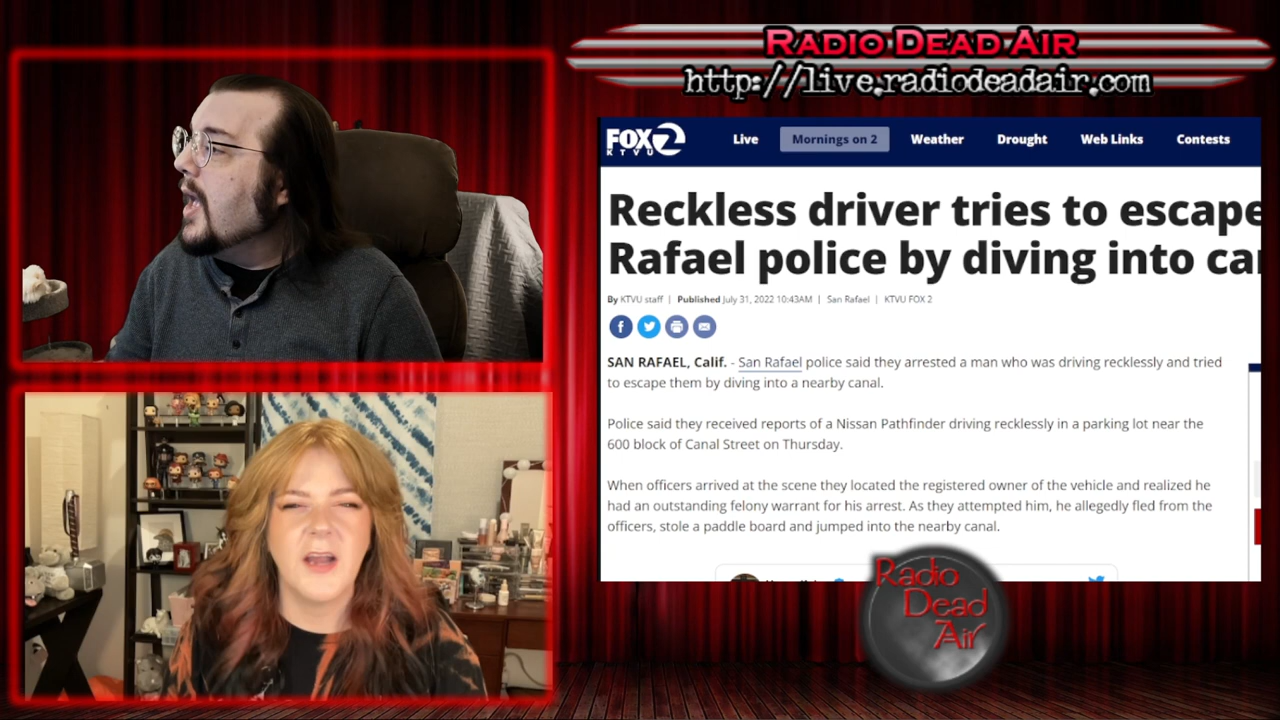 Radio Dead Air
http://live.radiodeadair.com
FOX 2
KTVU
Live Mornings on 2 Weather Drought Web Links Contests
Reckless driver tries to escape
Rafael police by diving into ca
By KTVU staff | Published July 31, 2022 10:43AM | San Rafael | KTVU FOX 2
SAN RAFAEL, Calif. - San Rafael police said they arrested a man who was driving recklessly and tried
to escape them by diving into a nearby canal.
Police said they received reports of a Nissan Pathfinder driving recklessly in a parking lot near the
600 block of Canal Street on Thursday.
When officers arrived at the scene they located the registered owner of the vehicle and realized he
had an outstanding felony warrant for his arrest. As they attempted him, he allegedly fled from the
officers, stole a paddle board and jumped into the nearby canal.
Radio
Dead
Air